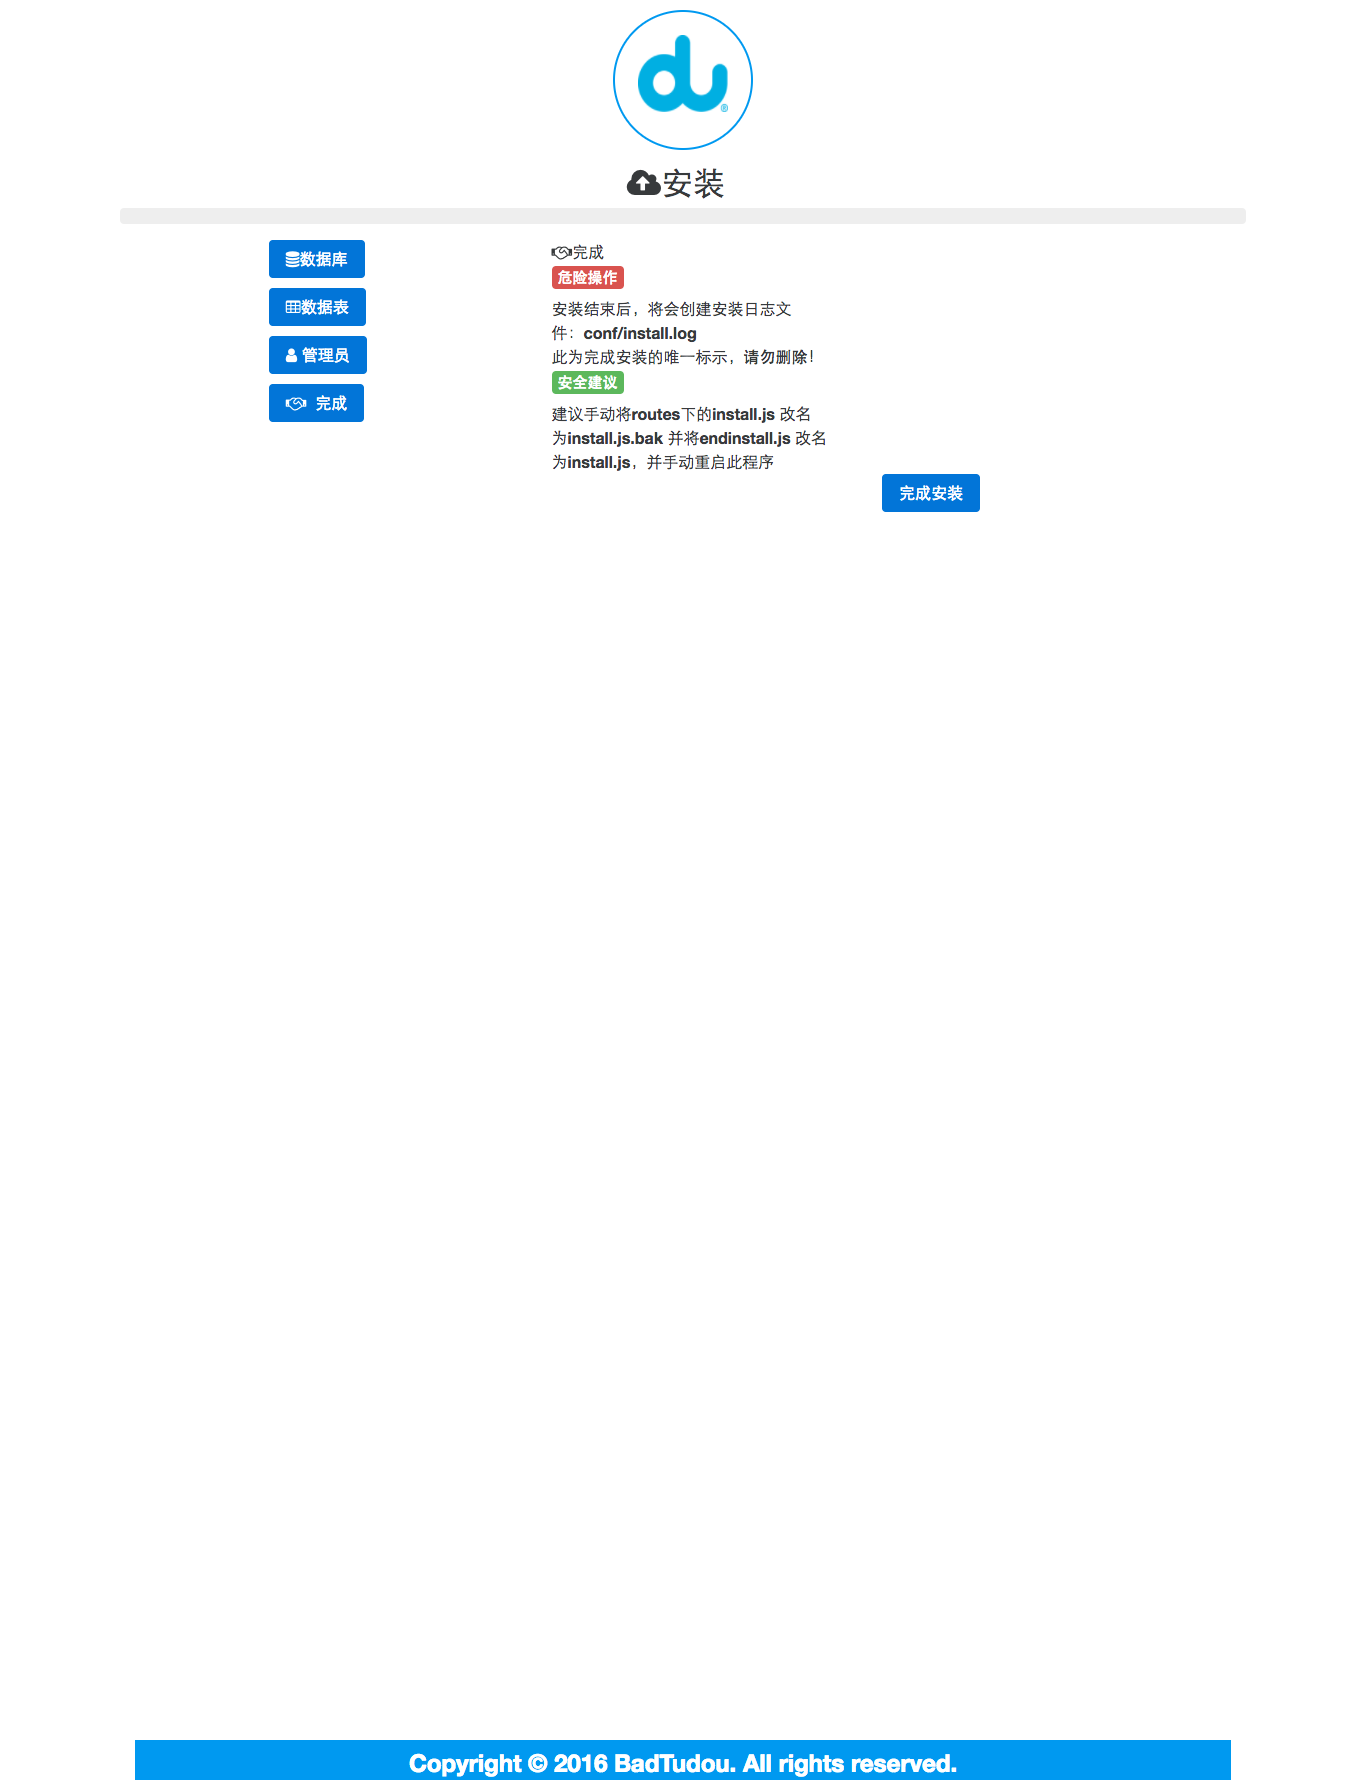 du®
安装
数据库
数据表
管理员
完成
完成
危险操作
安装结束后，将会创建安装日志文
件：conf/install.log
此为完成安装的唯一标示，请勿删除！
安全建议
建议手动将routes下的install.js 改名
为install.js.bak 并将endinstall.js 改名
为install.js，并手动重启此程序
完成安装
Copyright © 2016 BadTudou. All rights reserved.